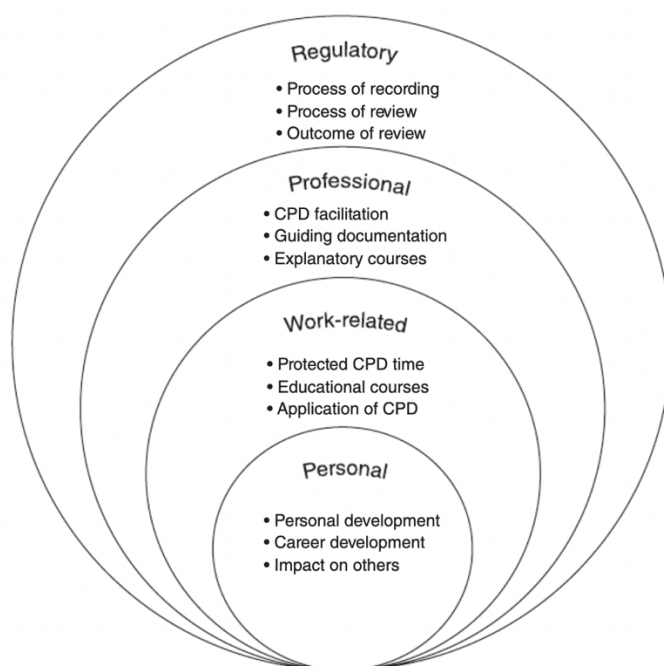 Regulatory
• Process of recording
• Process of review
• Outcome of review
Professional
• CPD facilitation
• Guiding documentation
• Explanatory courses
Work-related
• Protected CPD time
• Educational courses
• Application of CPD
Personal
• Personal development
• Career development
• Impact on others